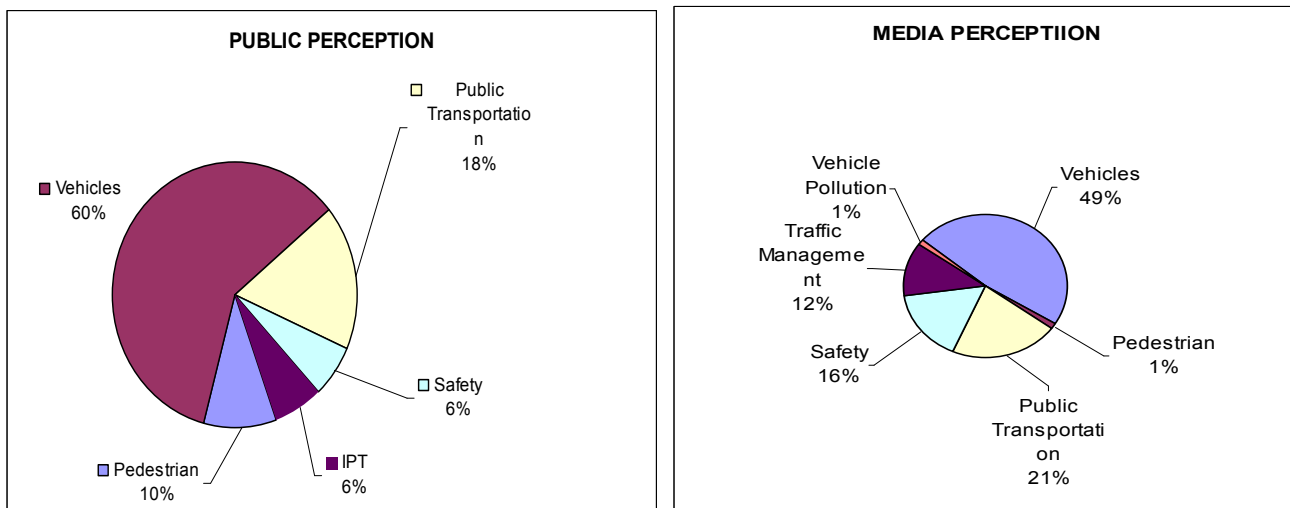 PUBLIC PERCEPTION
Public
Transportatio
n
18%
Vehicles
60%
Safety
6%
IPT
6%
Pedestrian
10%
MEDIA PERCEPTIION
Vehicle
Pollution
1%
Vehicles
49%
Traffic
Manageme
nt
12%
Safety
16%
Pedestrian
1%
Public
Transportati
on
21%